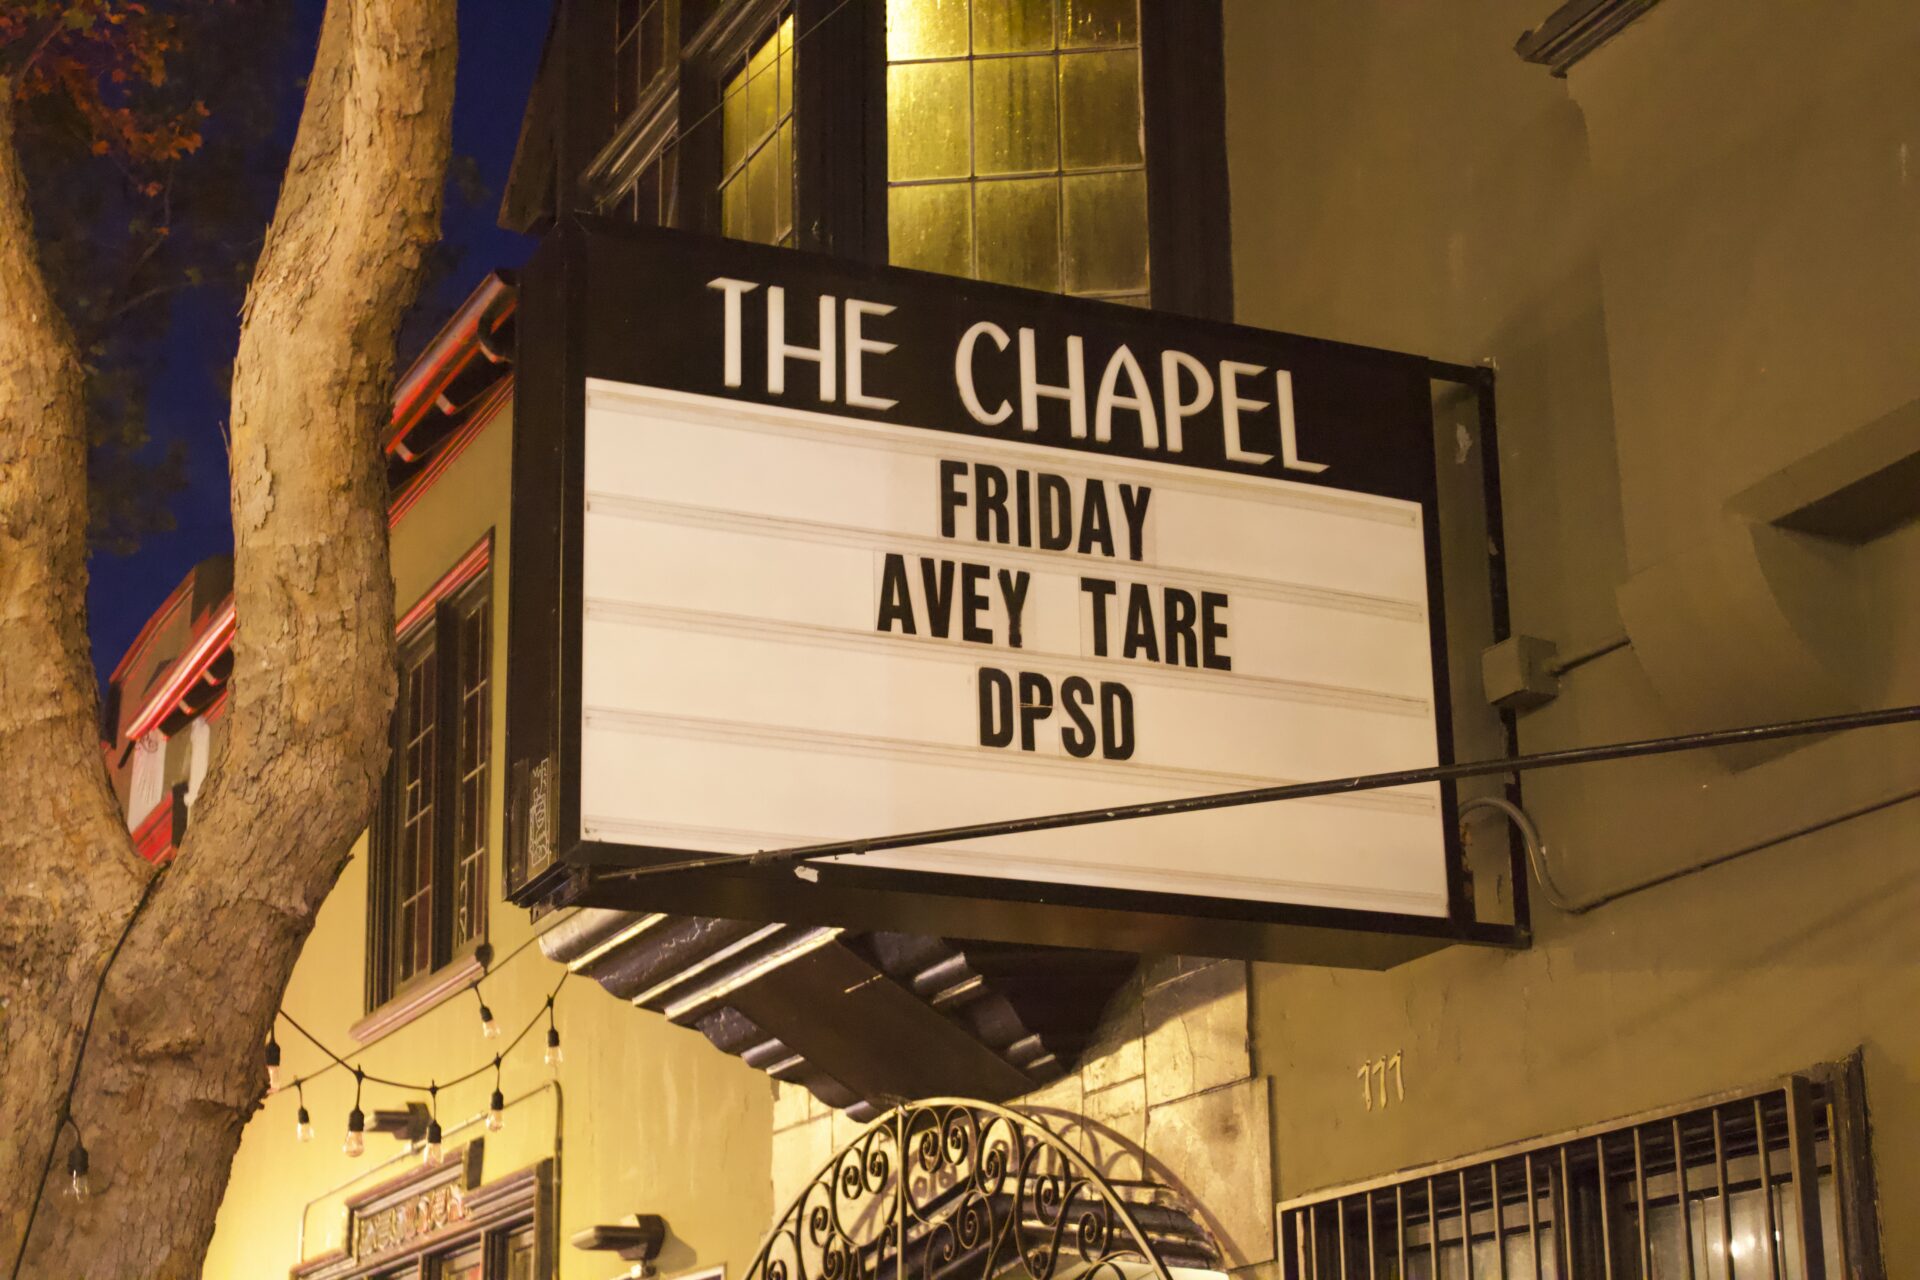 THE CHAPEL
FRIDAY
AVEY TARE
DPSD
777